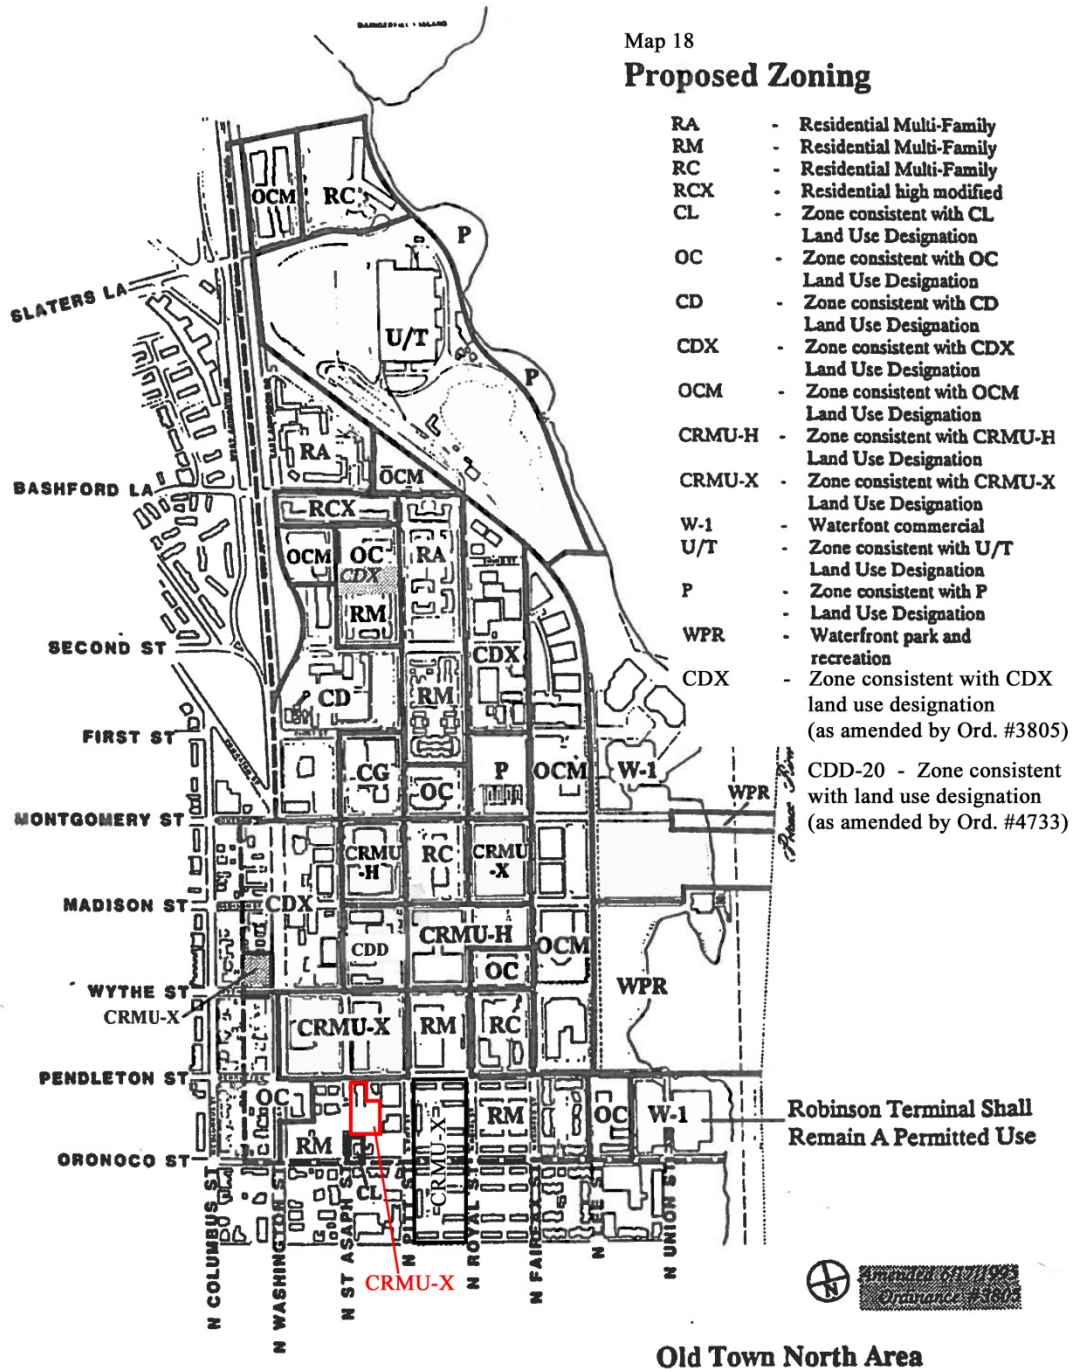 Map 18
Proposed Zoning
RA - Residential Multi-Family
RM - Residential Multi-Family
RC - Residential Multi-Family
RCX - Residential high modified
CL - Zone consistent with CL
Land Use Designation
OC - Zone consistent with OC
Land Use Designation
CD - Zone consistent with CD
Land Use Designation
CDX - Zone consistent with CDX
Land Use Designation
OCM - Zone consistent with OCM
Land Use Designation
CRMU-H - Zone consistent with CRMU-H
Land Use Designation
CRMU-X - Zone consistent with CRMU-X
Land Use Designation
W-1 - Waterfont commercial
U/T - Zone consistent with U/T
Land Use Designation
P - Zone consistent with P
- Land Use Designation
WPR - Waterfront park and
recreation
CDX - Zone consistent with CDX
land use designation
(as amended by Ord. #3805)
CDD-20 - Zone consistent
with land use designation
(as amended by Ord. #4733)
OCM
RC
P
SLATERS LA
U/T
P
RA
OCM
BASHFORD LA
RCX
OCM
OC
CDX
RA
RM
SECOND ST
CDX
CD
RM
FIRST ST
CG
OC
P
OCM
W-1
WPR
MONTGOMERY ST
CRMU
-H
RC
CRMU
-X
MADISON ST
CDX
CDD
CRMU-H
OCM
OC
WPR
WYTHE ST
CRMU-X
CRMU-X
RM
RC
PENDLETON ST
OC
RM
CRMU-X
RM
OC
W-1
Robinson Terminal Shall
Remain A Permitted Use
ORONOCO ST
CL
CRMU-X
N COLUMBUS ST
N WASHINGTON ST
N ST ASAPH ST
N PITT ST
N ROYAL ST
N FAIRFAX ST
N LEE ST
N UNION ST
N
Amended 6/17/1995
Ordinance #3805
Old Town North Area